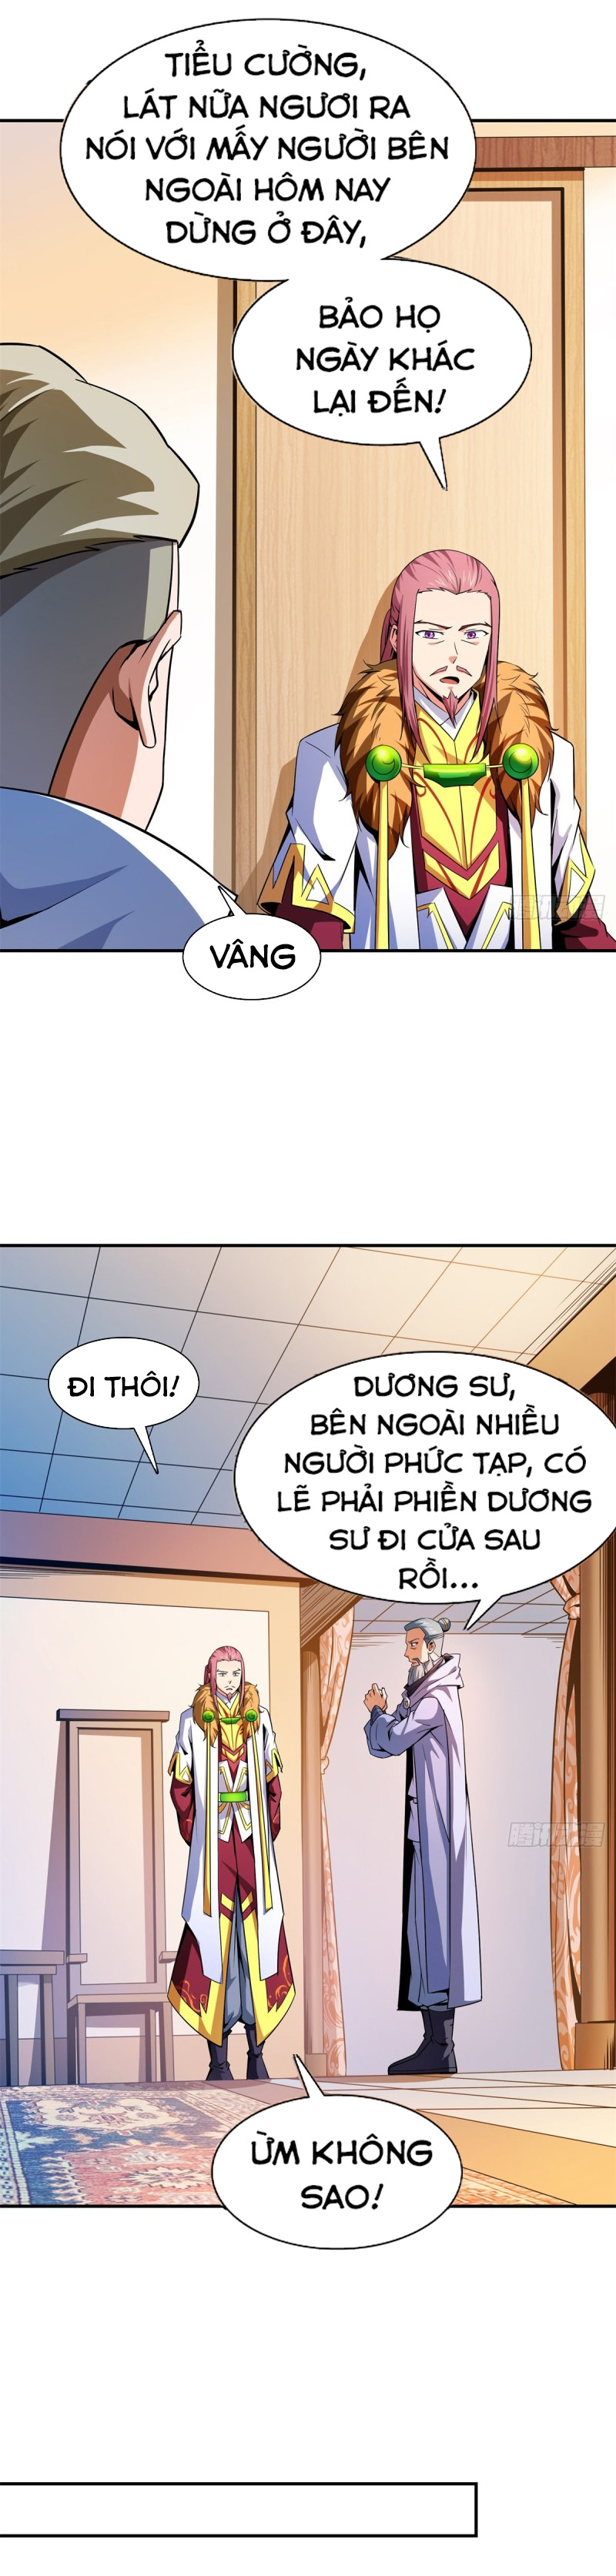 TIỂU CƯỜNG,
LÁT NỮA NGƯƠI RA
NÓI VỚI MẤY NGƯỜI BÊN
NGOÀI HÔM NAY
DỪNG Ở ĐÂY,
BẢO HỌ
NGÀY KHÁC
LẠI ĐẾN!
VÂNG
ĐI THÔI!
DƯƠNG SƯ,
BÊN NGOÀI NHIỀU
NGƯỜI PHỨC TẠP, CÓ
LẼ PHẢI PHIỀN DƯƠNG
SƯ ĐI CỬA SAU
RỒI...
ỪM KHÔNG
SAO!